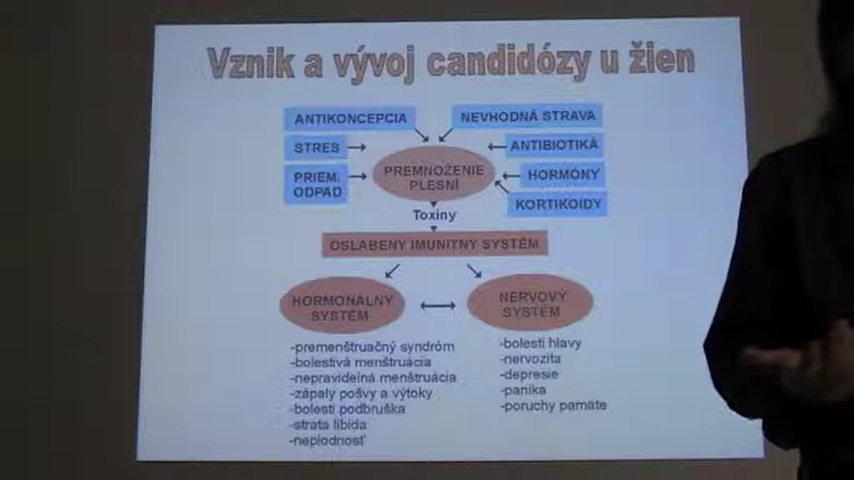 Vznik a vývoj candidózy u žien
ANTIKONCEPCIA
NEVHODNÁ STRAVA
STRES
ANTIBIOTIKÁ
PRIEM.
ODPAD
PREMNOŽENIE
PLESNÍ
HORMÓNY
KORTIKOIDY
Toxíny
OSLABENÝ IMUNITNÝ SYSTÉM
HORMONÁLNY
SYSTÉM
NERVOVÝ
SYSTÉM
-premenštruačný syndróm
-bolestivá menštruácia
-nepravidelná menštruácia
-zápaly pošvy a výtoky
-bolesti podbruška
-strata libida
-neplodnosť
-bolesti hlavy
-nervozita
-depresie
-panika
-poruchy pamäte